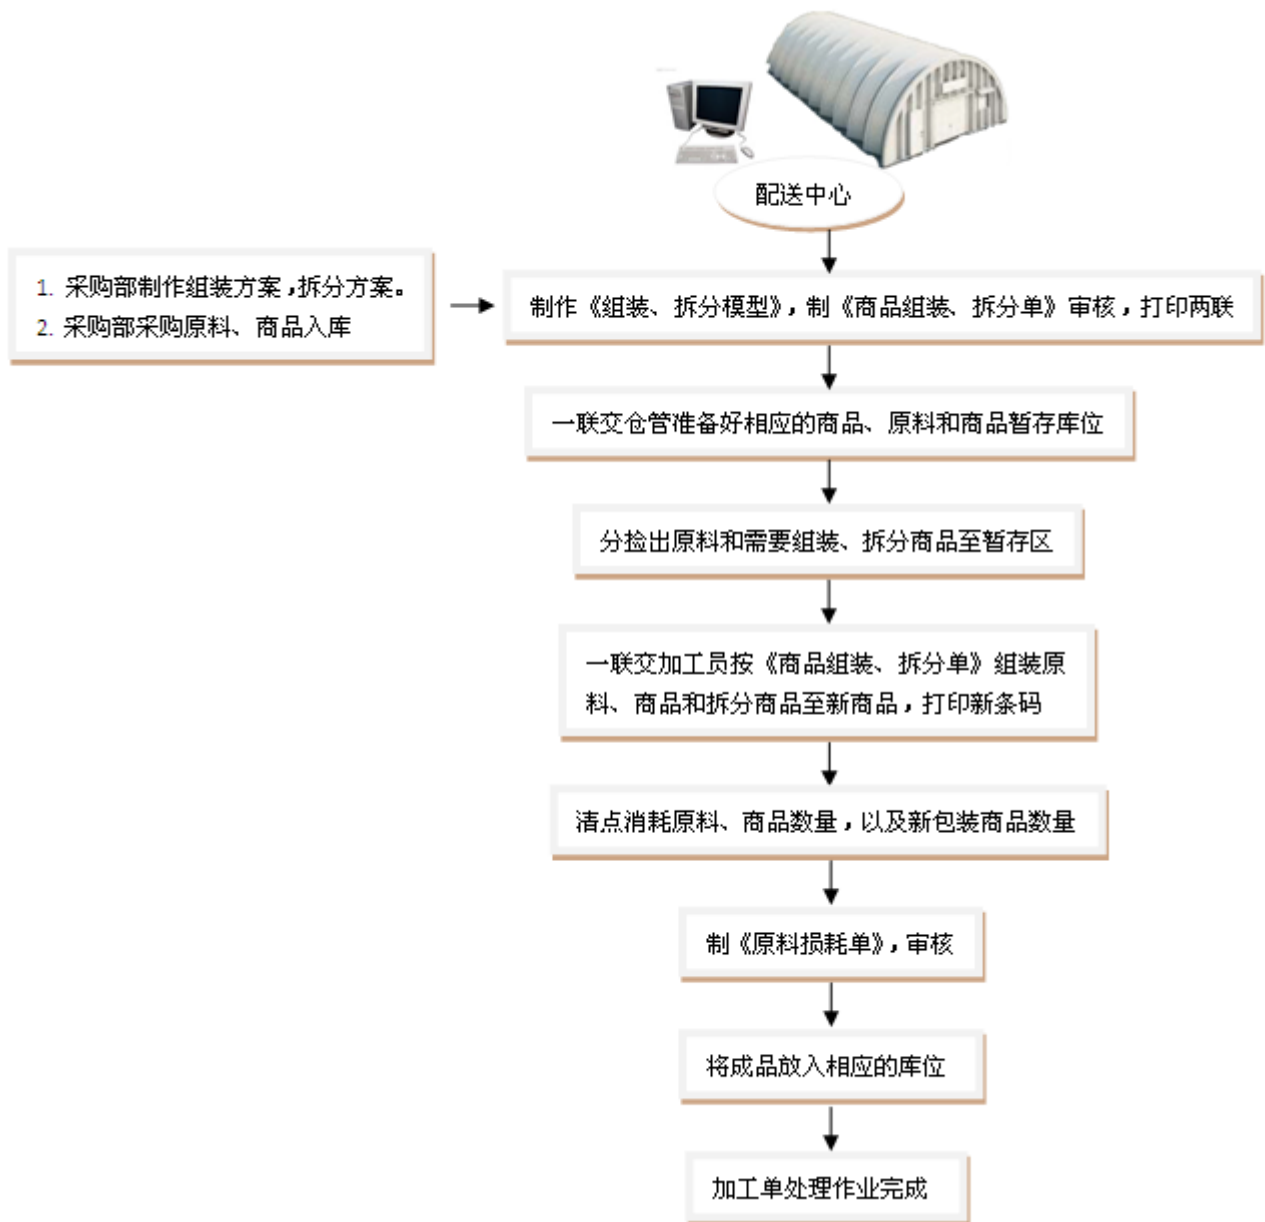 配送中心
1. 采购部制作组装方案,拆分方案。
2. 采购部采购原料、商品入库
制作《组装、拆分模型》,制《商品组装、拆分单》审核,打印两联
一联交仓管准备好相应的商品、原料和商品暂存库位
分捡出原料和需要组装、拆分商品至暂存区
一联交加工员按《商品组装、拆分单》组装原
料、商品和拆分商品至新商品,打印新条码
清点消耗原料、商品数量,以及新包装商品数量
制《原料损耗单》,审核
将成品放入相应的库位
加工单处理作业完成